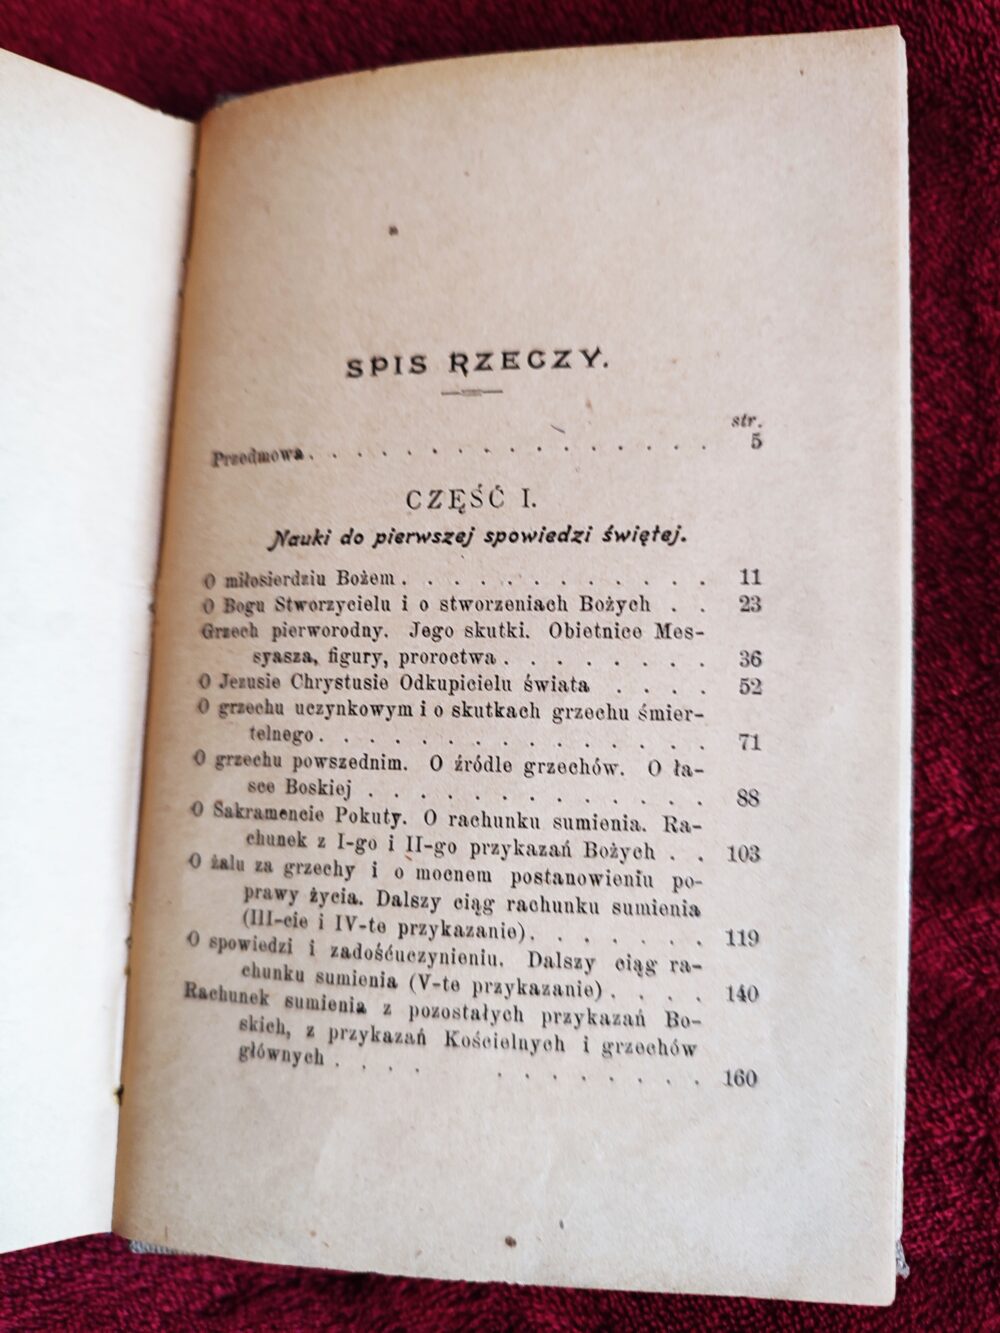 SPIS RZECZY.
str.
Przedmowa . . . . . . . . . . . . . . . . . 5
CZĘŚĆ I.
Nauki do pierwszej spowiedzi świętej.
O miłosierdziu Bożem . . . . . . . . . . . . . 11
O Bogu Stworzycielu i o stworzeniach Bożych . . 23
Grzech pierworodny. Jego skutki. Obietnice Mes-
syasza, figury, proroctwa . . . . . . . . . 36
O Jezusie Chrystusie Odkupicielu świata . . . . 52
O grzechu uczynkowym i o skutkach grzechu śmier-
telnego . . . . . . . . . . . . . . . . 71
O grzechu powszednim. O źródle grzechów. O ła-
sce Boskiej . . . . . . . . . . . . . . 88
O Sakramencie Pokuty. O rachunku sumienia. Ra-
chunek z I-go i II-go przykazań Bożych . . 103
O żalu za grzechy i o mocnem postanowieniu po-
prawy życia. Dalszy ciąg rachunku sumienia
(III-cie i IV-te przykazanie) . . . . . . . 119
O spowiedzi i zadośćuczynieniu. Dalszy ciąg ra-
chunku sumienia (V-te przykazanie) . . . . 140
Rachunek sumienia z pozostałych przykazań Bo-
skich, z przykazań Kościelnych i grzechów
głównych . . . . . . . . . . . . . 160